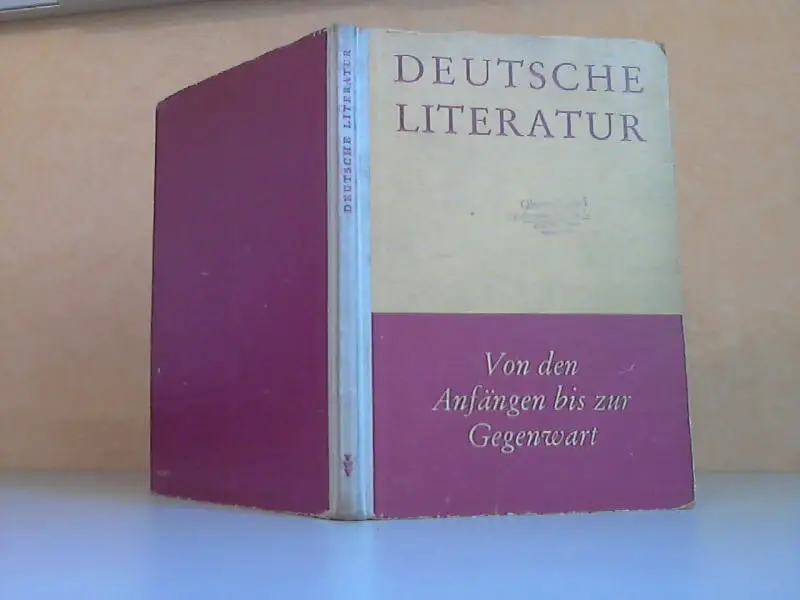 DEUTSCHE LITERATUR
DEUTSCHE
LITERATUR
Von den
Anfängen bis zur
Gegenwart